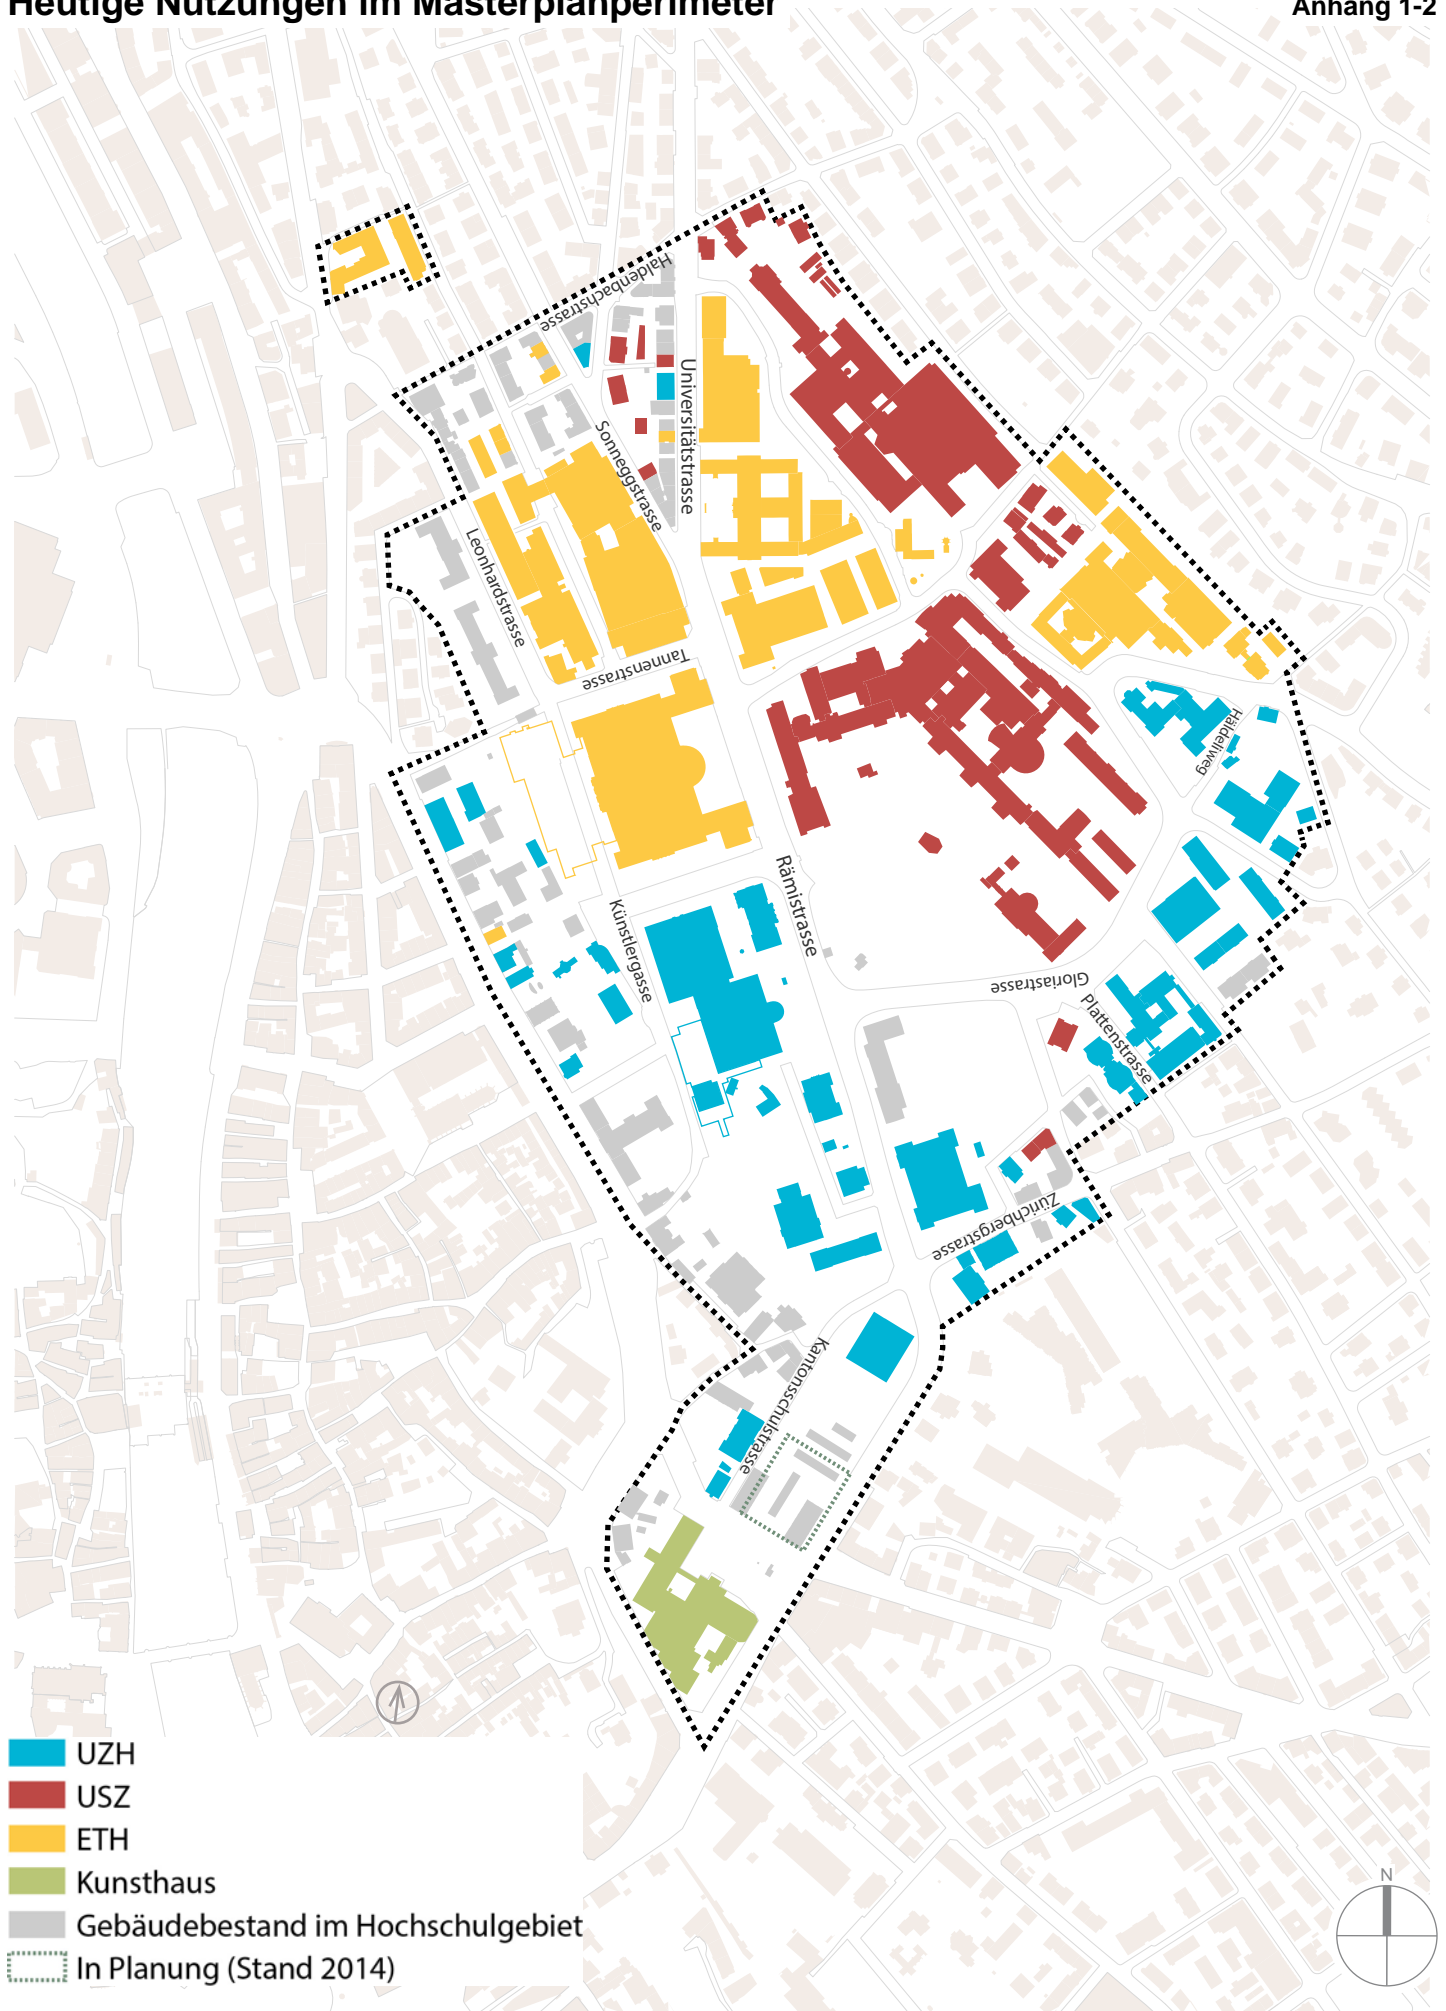 Heutige Nutzungen im Masterplanperimeter
Anhang 1-2
Haldenbachstrasse
Universitätstrasse
Sonneggstrasse
Leonhardstrasse
Tannenstrasse
Häldeliweg
Rämistrasse
Künstlergasse
Gloriastrasse
Plattenstrasse
Zürichbergstrasse
Kantonsschulstrasse
UZH
USZ
ETH
Kunsthaus
Gebäudebestand im Hochschulgebiet
In Planung (Stand 2014)
N